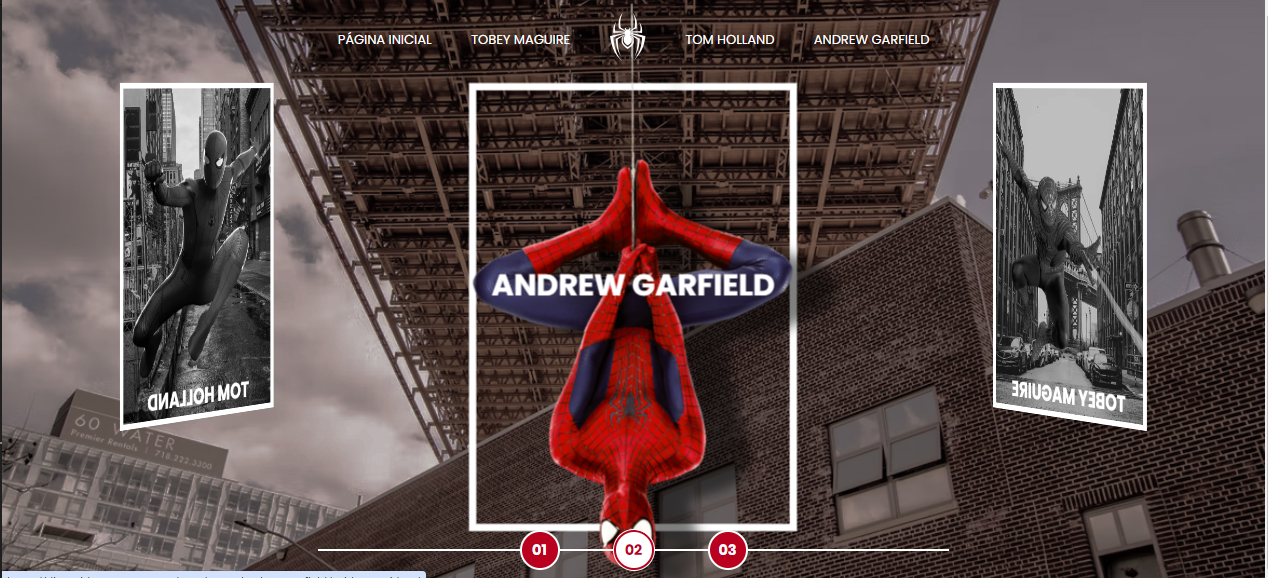 PÁGINA INICIAL TOBEY MAGUIRE TOM HOLLAND ANDREW GARFIELD
ANDREW GARFIELD
TOM HOLLAND
TOBEY MAGUIRE
60 WATER
Premier Rentals | 718.222.5300
01 02 03